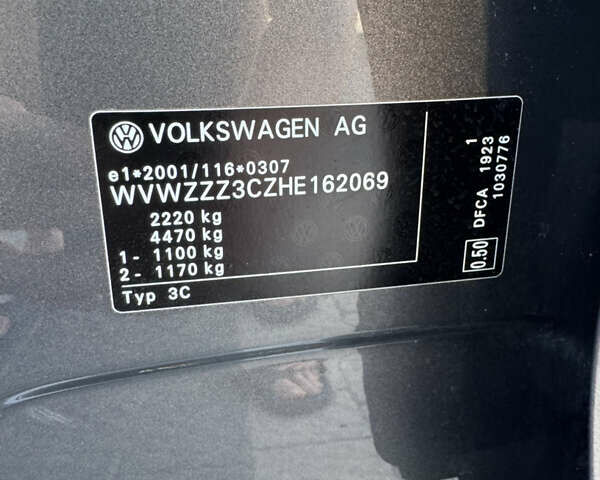 VOLKSWAGEN AG
e1*2001/116*0307
WVWZZZ3CZHE162069
2220 kg
4470 kg
1- 1100 kg
2- 1170 kg
Typ 3C
1
DFCA 1923
1030776
0.50